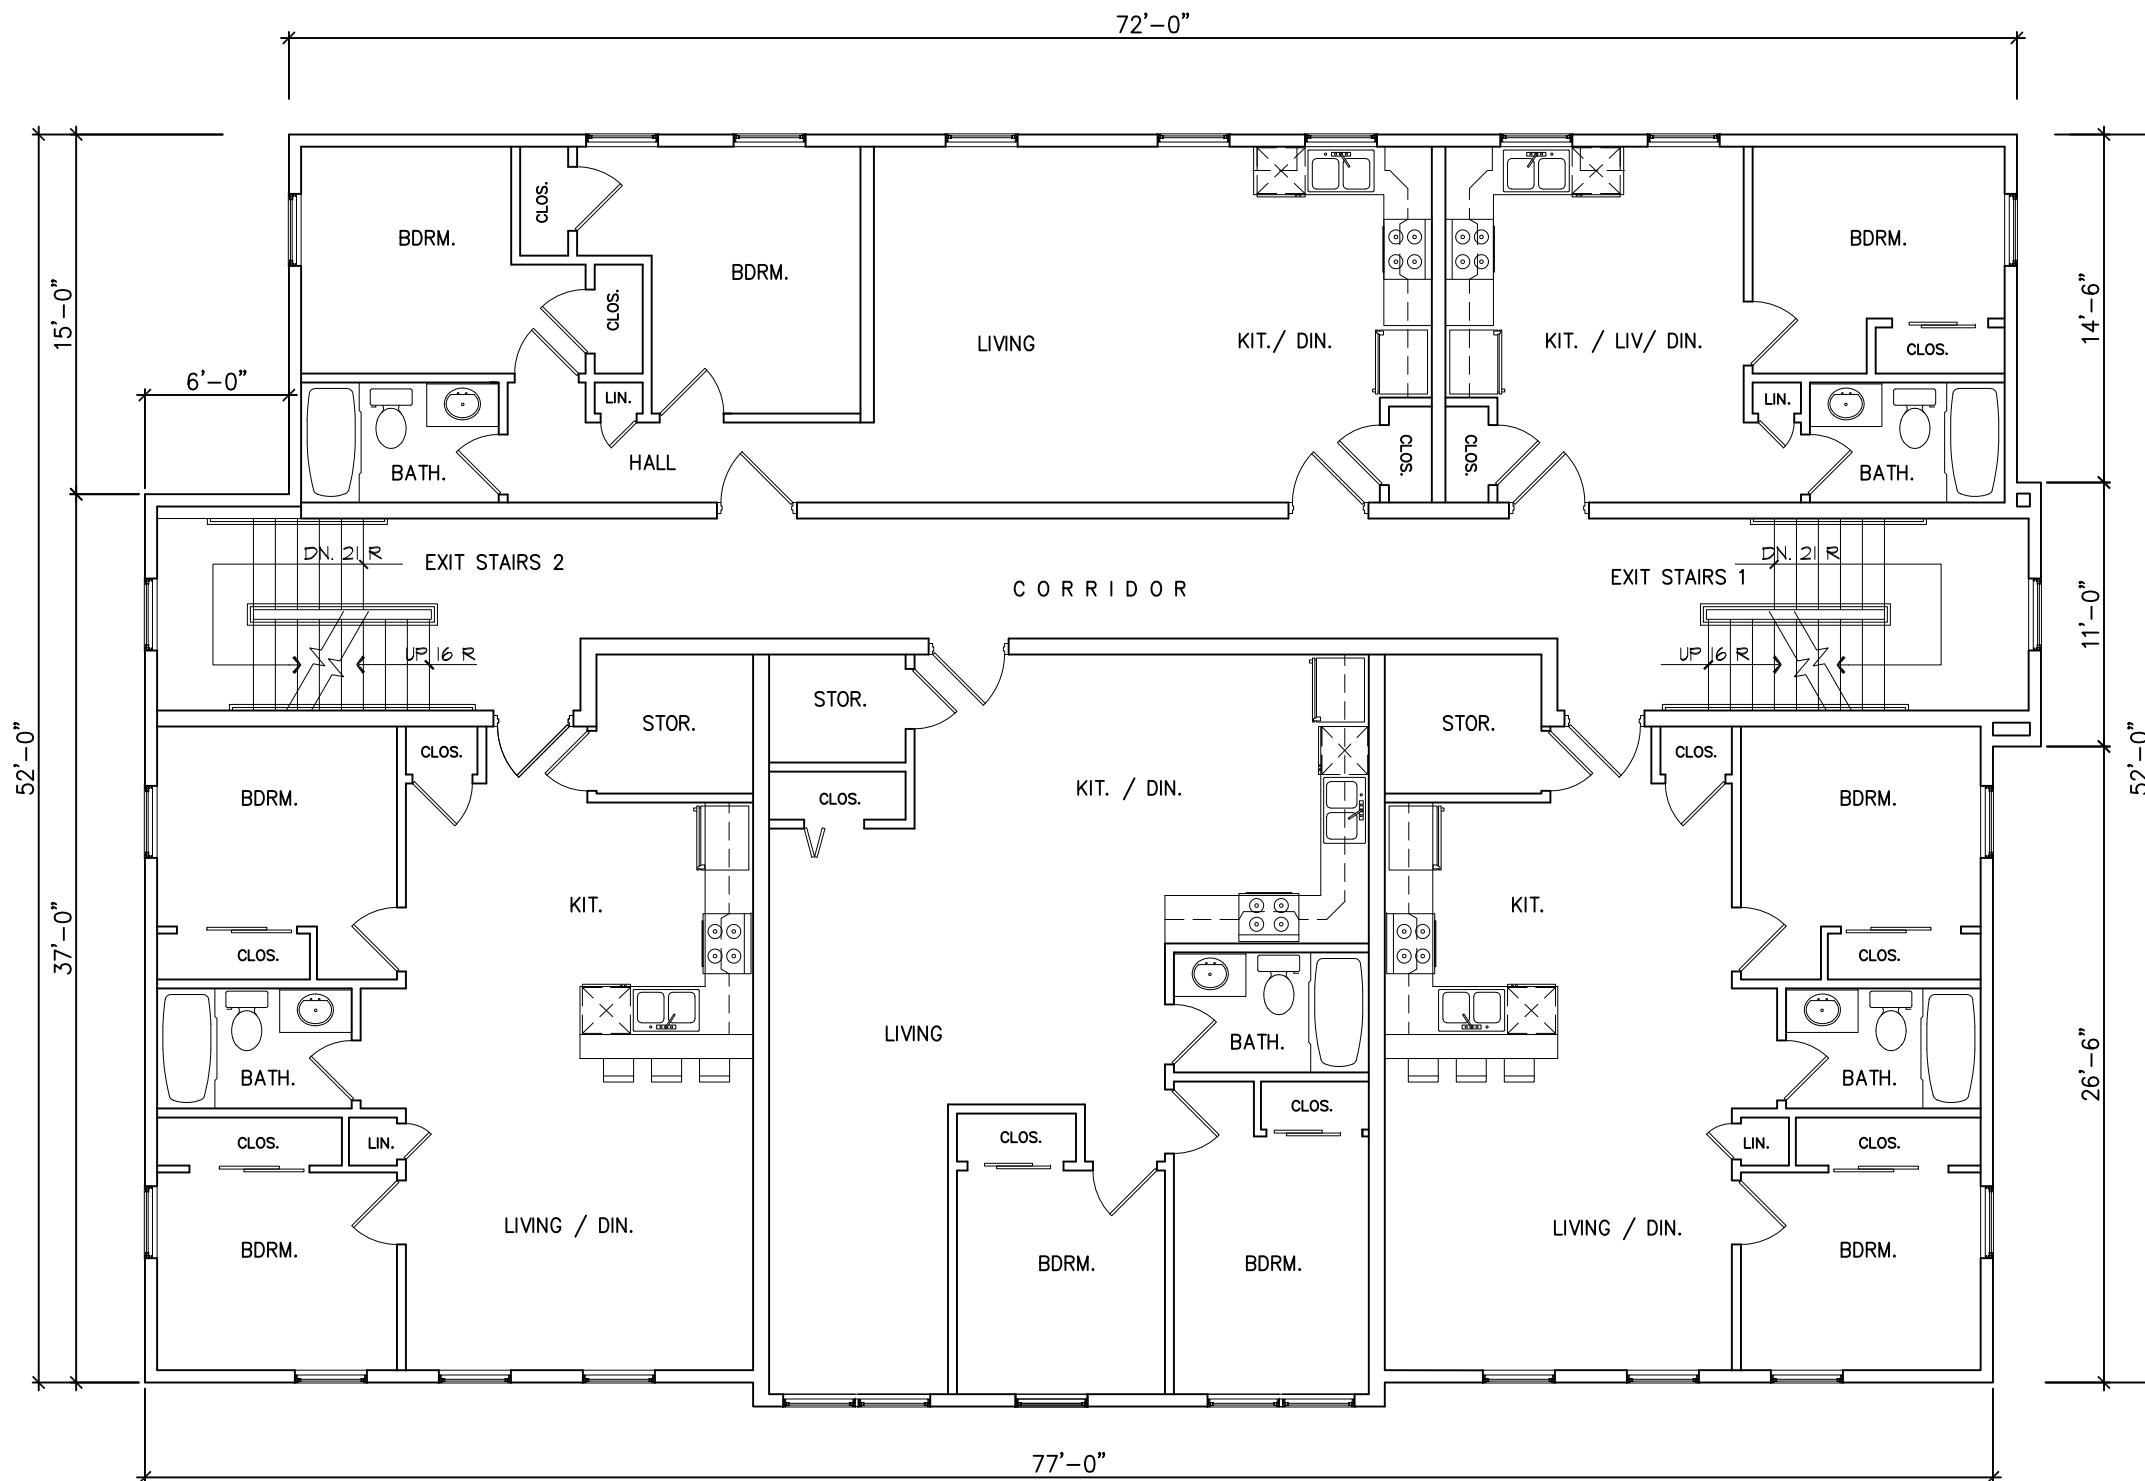 72'-0"
CLOS.
BDRM.
BDRM.
BDRM.
CLOS.
15'-0"
14'-6"
LIVING
KIT./ DIN.
KIT. / LIV/ DIN.
CLOS.
6'-0"
LIN.
LIN.
BATH.
HALL
CLOS.
CLOS.
BATH.
DN. 21 R
EXIT STAIRS 2
CORRIDOR
EXIT STAIRS 1
DN. 21 R
11'-0"
UP 16 R
UP 16 R
STOR.
STOR.
STOR.
CLOS.
CLOS.
52'-0"
52'-0"
BDRM.
CLOS.
KIT. / DIN.
BDRM.
KIT.
KIT.
37'-0"
CLOS.
CLOS.
LIVING
BATH.
26'-6"
BATH.
BATH.
CLOS.
CLOS.
LIN.
CLOS.
LIN.
CLOS.
LIVING / DIN.
LIVING / DIN.
BDRM.
BDRM.
BDRM.
BDRM.
77'-0"